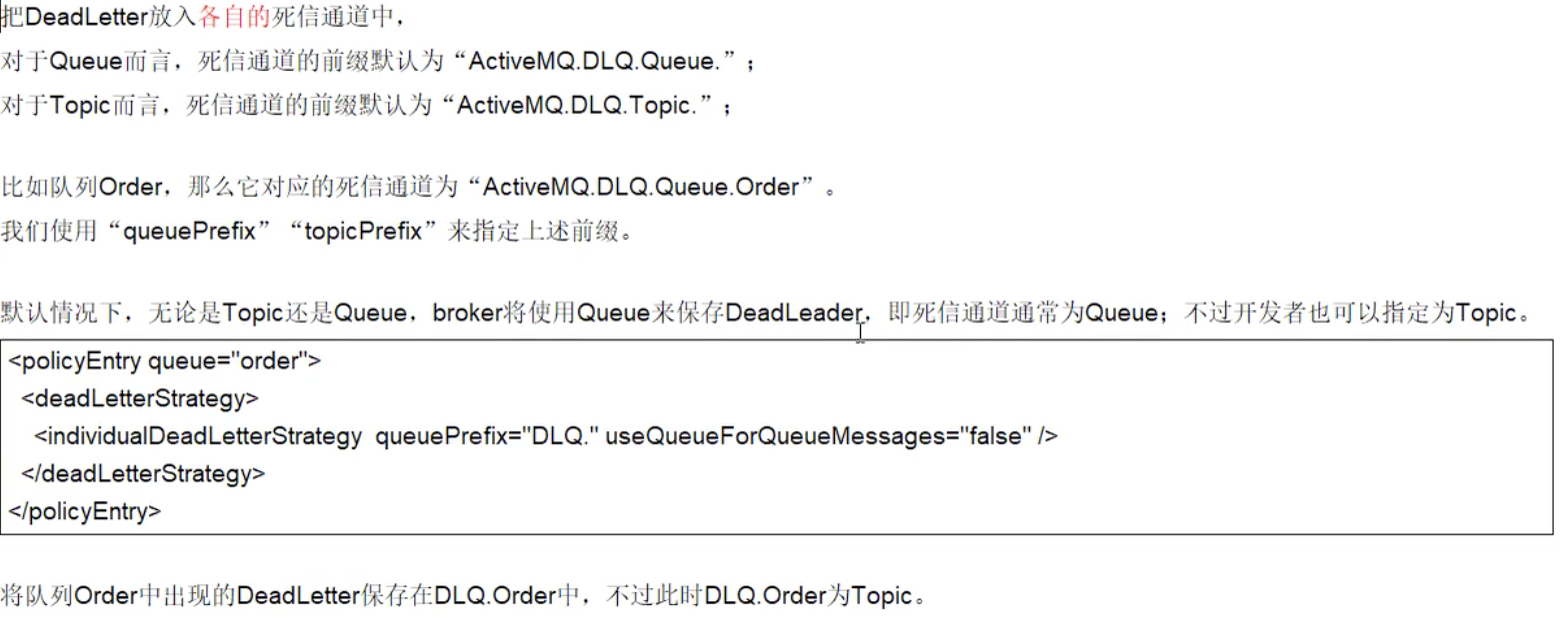 把DeadLetter放入各自的死信通道中，
对于Queue而言，死信通道的前缀默认为“ActiveMQ.DLQ.Queue.”；
对于Topic而言，死信通道的前缀默认为“ActiveMQ.DLQ.Topic.”；
比如队列Order，那么它对应的死信通道为“ActiveMQ.DLQ.Queue.Order”。
我们使用“queuePrefix”“topicPrefix”来指定上述前缀。
默认情况下，无论是Topic还是Queue，broker将使用Queue来保存DeadLeader，即死信通道通常为Queue；不过开发者也可以指定为Topic。
<policyEntry queue="order">
<deadLetterStrategy>
<individualDeadLetterStrategy queuePrefix="DLQ." useQueueForQueueMessages="false" />
</deadLetterStrategy>
</policyEntry>
将队列Order中出现的DeadLetter保存在DLQ.Order中，不过此时DLQ.Order为Topic。